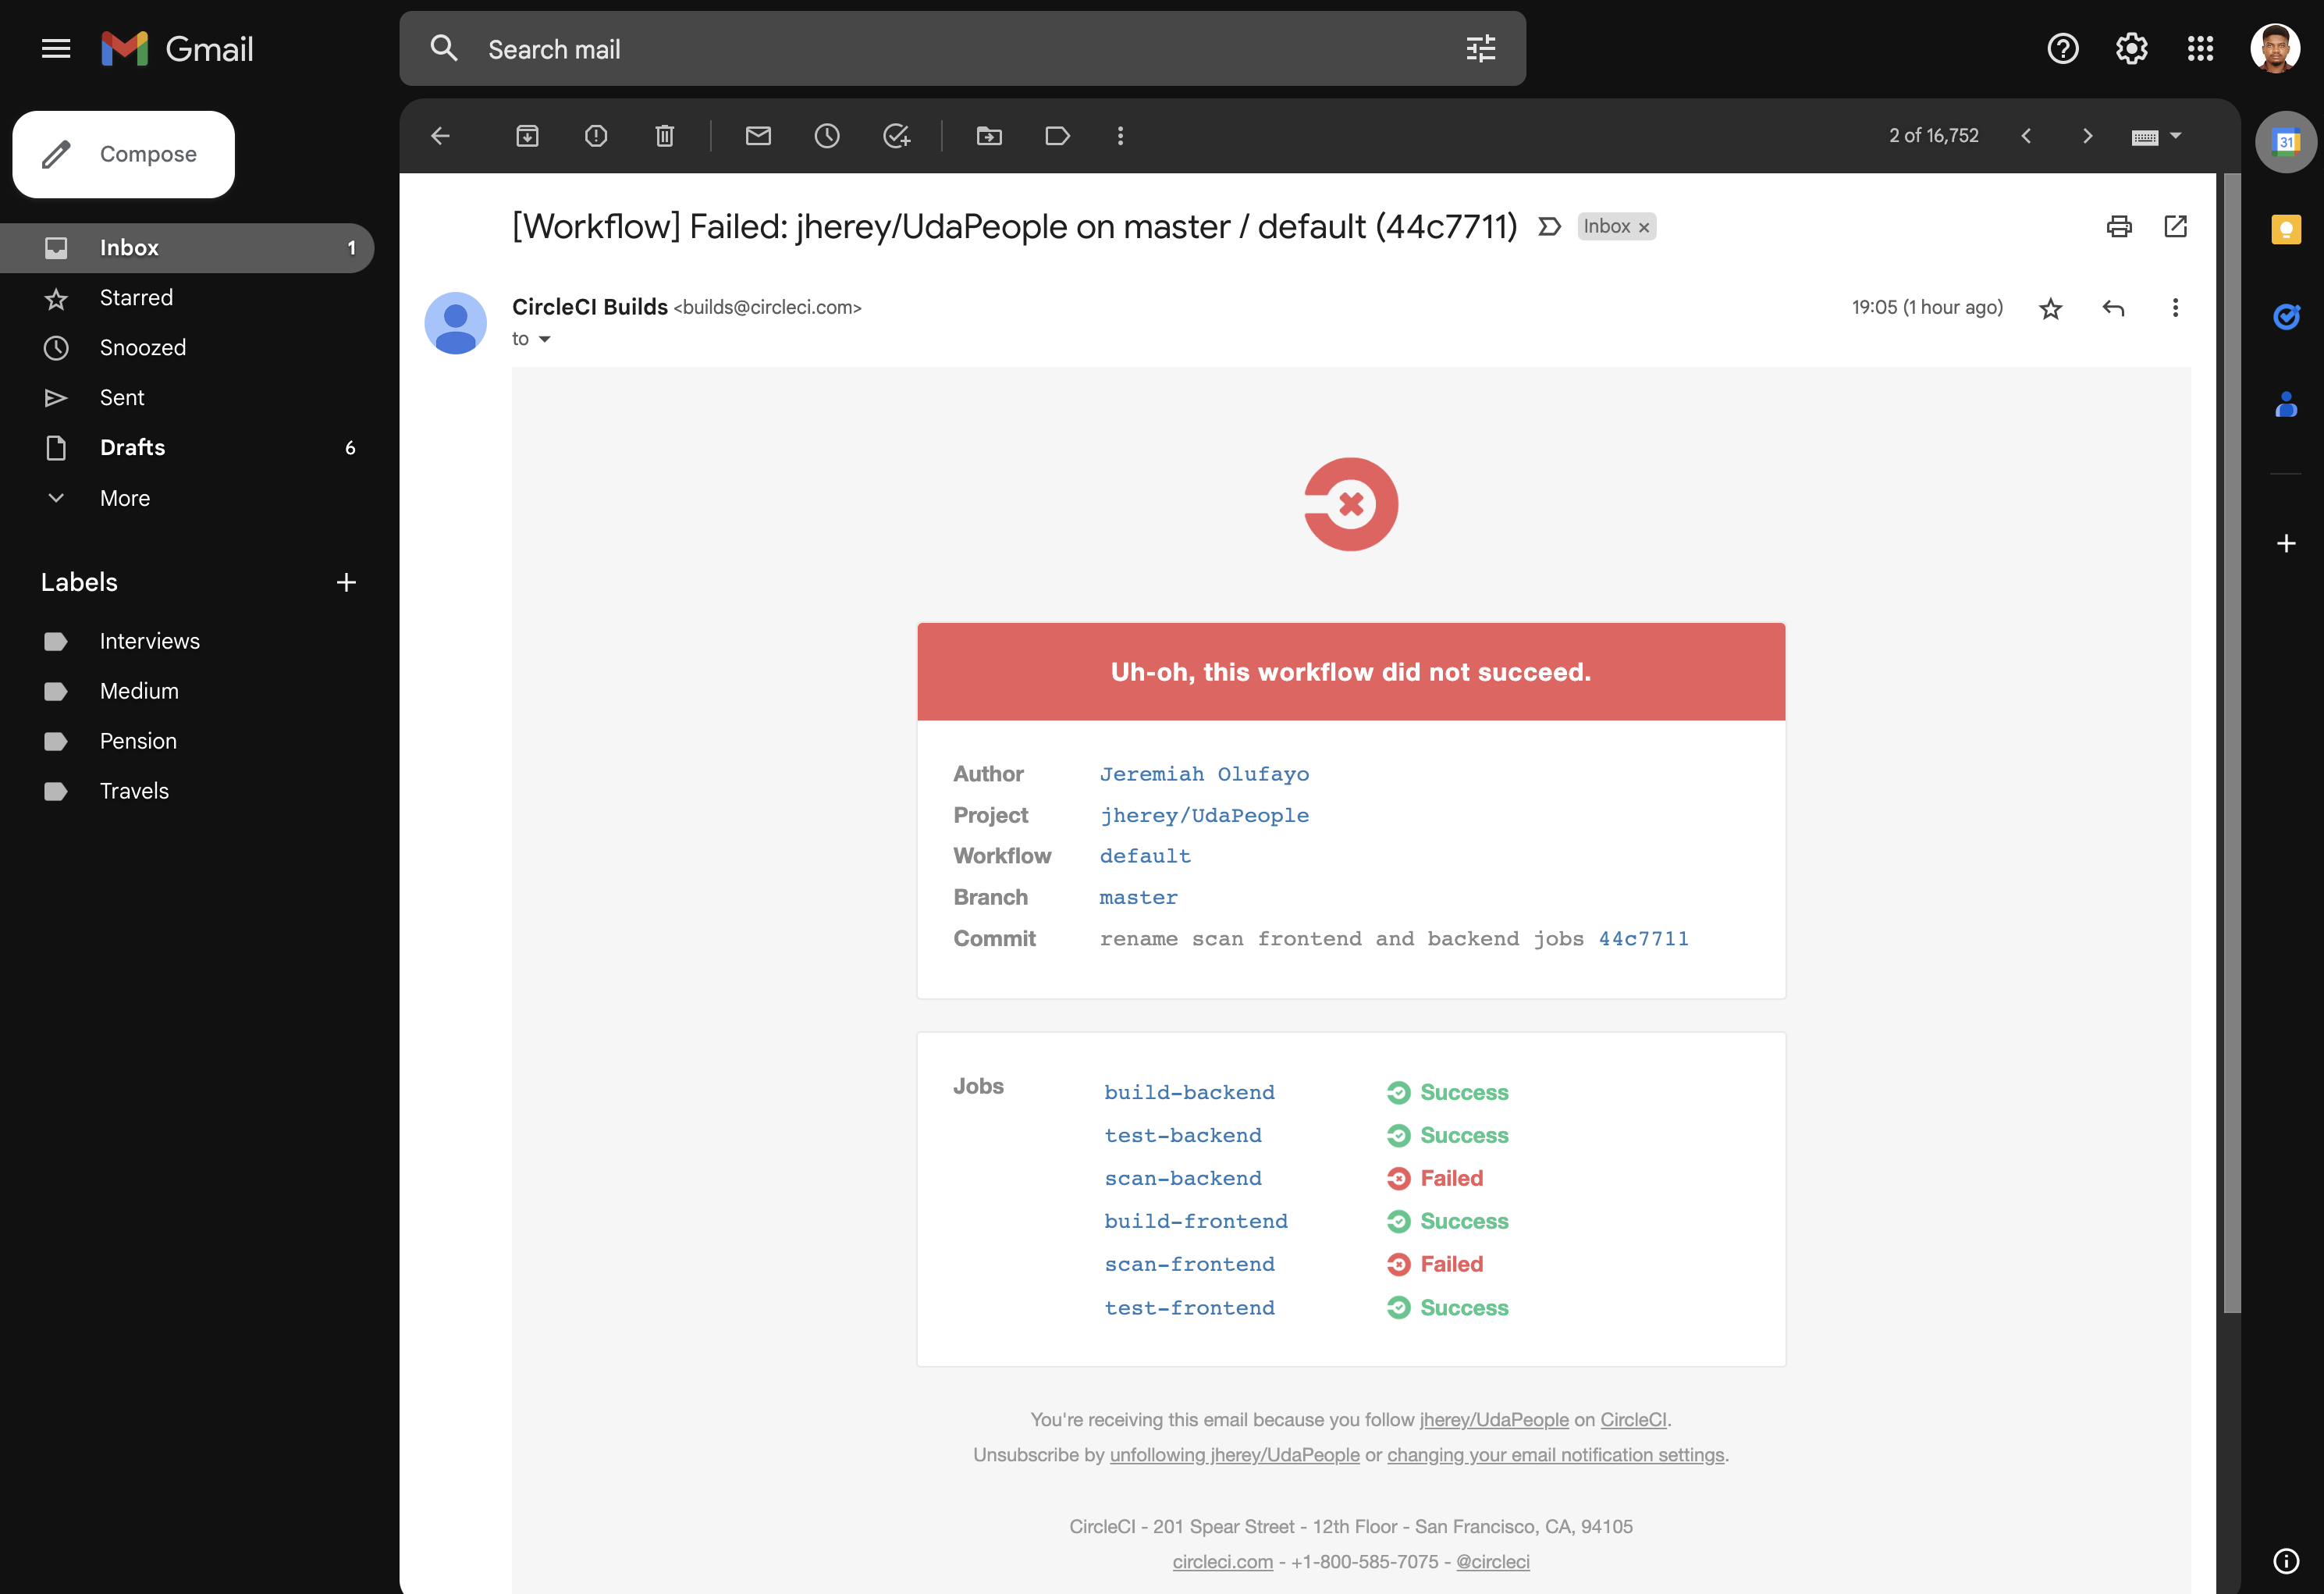 Gmail
Search mail
Compose
Inbox 1
Starred
Snoozed
Sent
Drafts 6
More
Labels
Interviews
Medium
Pension
Travels
2 of 16,752
31
[Workflow] Failed: jherey/UdaPeople on master / default (44c7711)
Inbox ×
CircleCI Builds <builds@circleci.com>
19:05 (1 hour ago)
to
Uh-oh, this workflow did not succeed.
Author Jeremiah Olufayo
Project jherey/UdaPeople
Workflow default
Branch master
Commit rename scan frontend and backend jobs 44c7711
Jobs build-backend Success
test-backend Success
scan-backend Failed
build-frontend Success
scan-frontend Failed
test-frontend Success
You're receiving this email because you follow jherey/UdaPeople on CircleCI.
Unsubscribe by unfollowing jherey/UdaPeople or changing your email notification settings.
CircleCI - 201 Spear Street - 12th Floor - San Francisco, CA, 94105
circleci.com - +1-800-585-7075 - @circleci